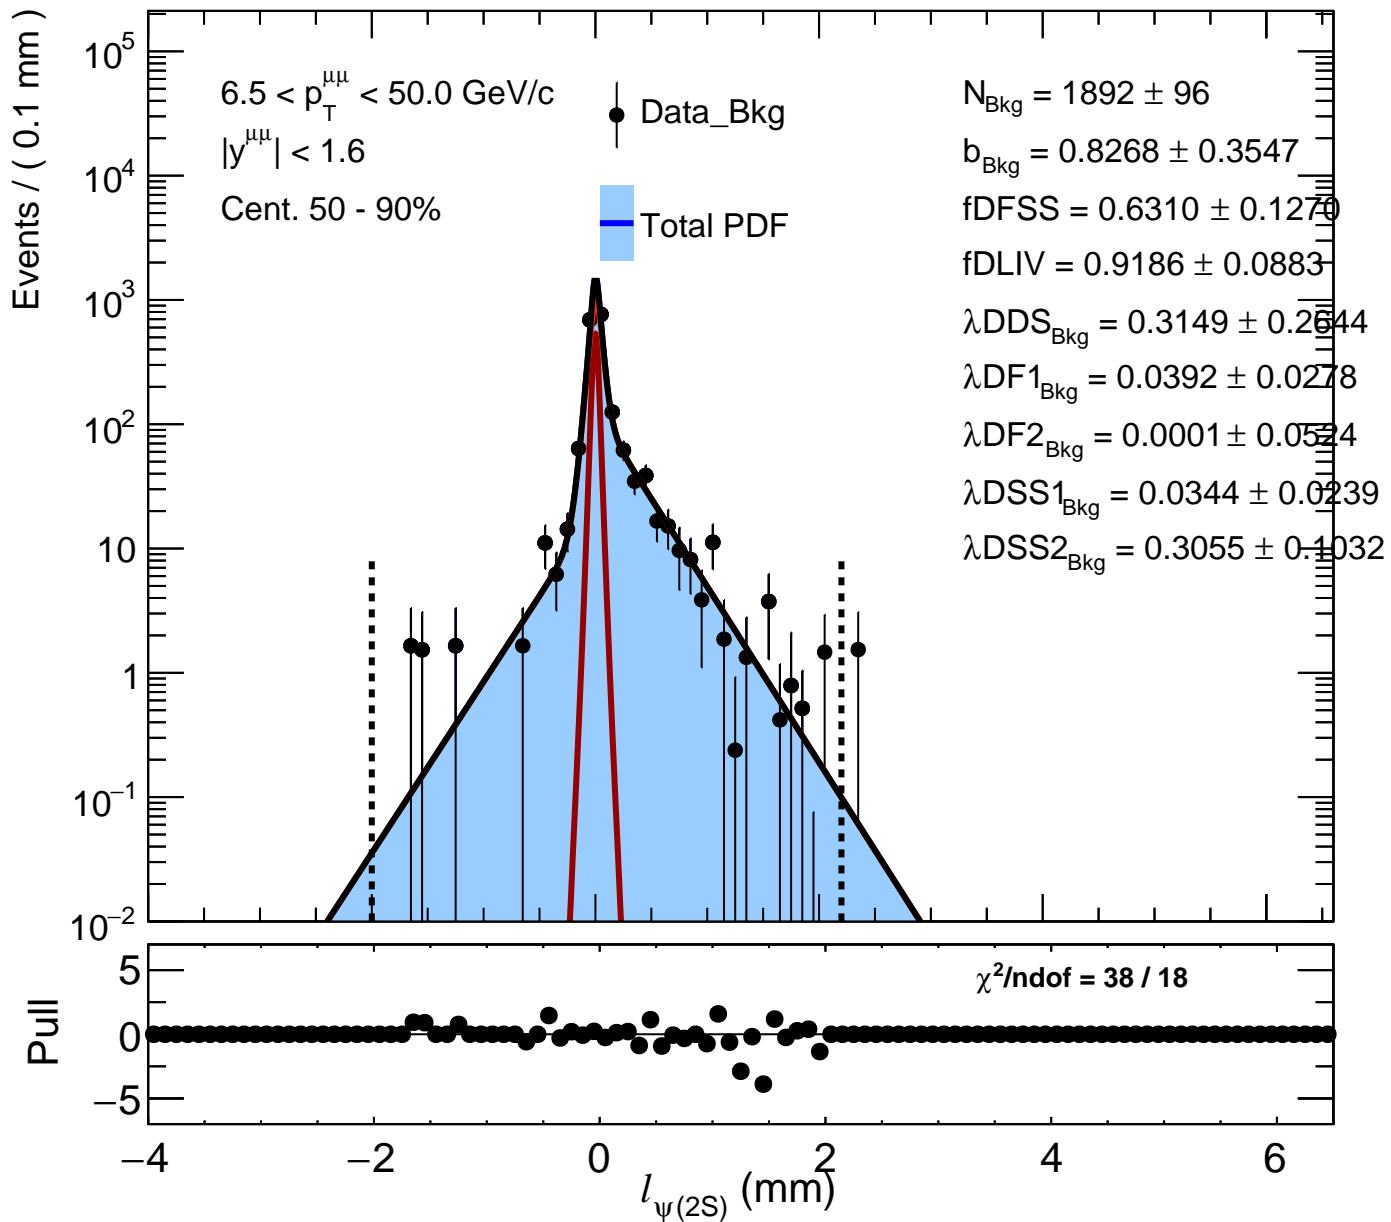 Events / ( 0.1 mm )
10^5
10^4
10^3
10^2
10
1
10^−1
10^−2
6.5 < p_T^μμ < 50.0 GeV/c
|y^μμ| < 1.6
Cent. 50 - 90%
Data_Bkg
Total PDF
N_Bkg = 1892 ± 96
b_Bkg = 0.8268 ± 0.3547
fDFSS = 0.6310 ± 0.1270
fDLIV = 0.9186 ± 0.0883
λDDS_Bkg = 0.3149 ± 0.2644
λDF1_Bkg = 0.0392 ± 0.0278
λDF2_Bkg = 0.0001 ± 0.0524
λDSS1_Bkg = 0.0344 ± 0.0239
λDSS2_Bkg = 0.3055 ± 0.1032
Pull
5
0
−5
χ²/ndof = 38 / 18
−4 −2 0 2 4 6
l_ψ(2S) (mm)